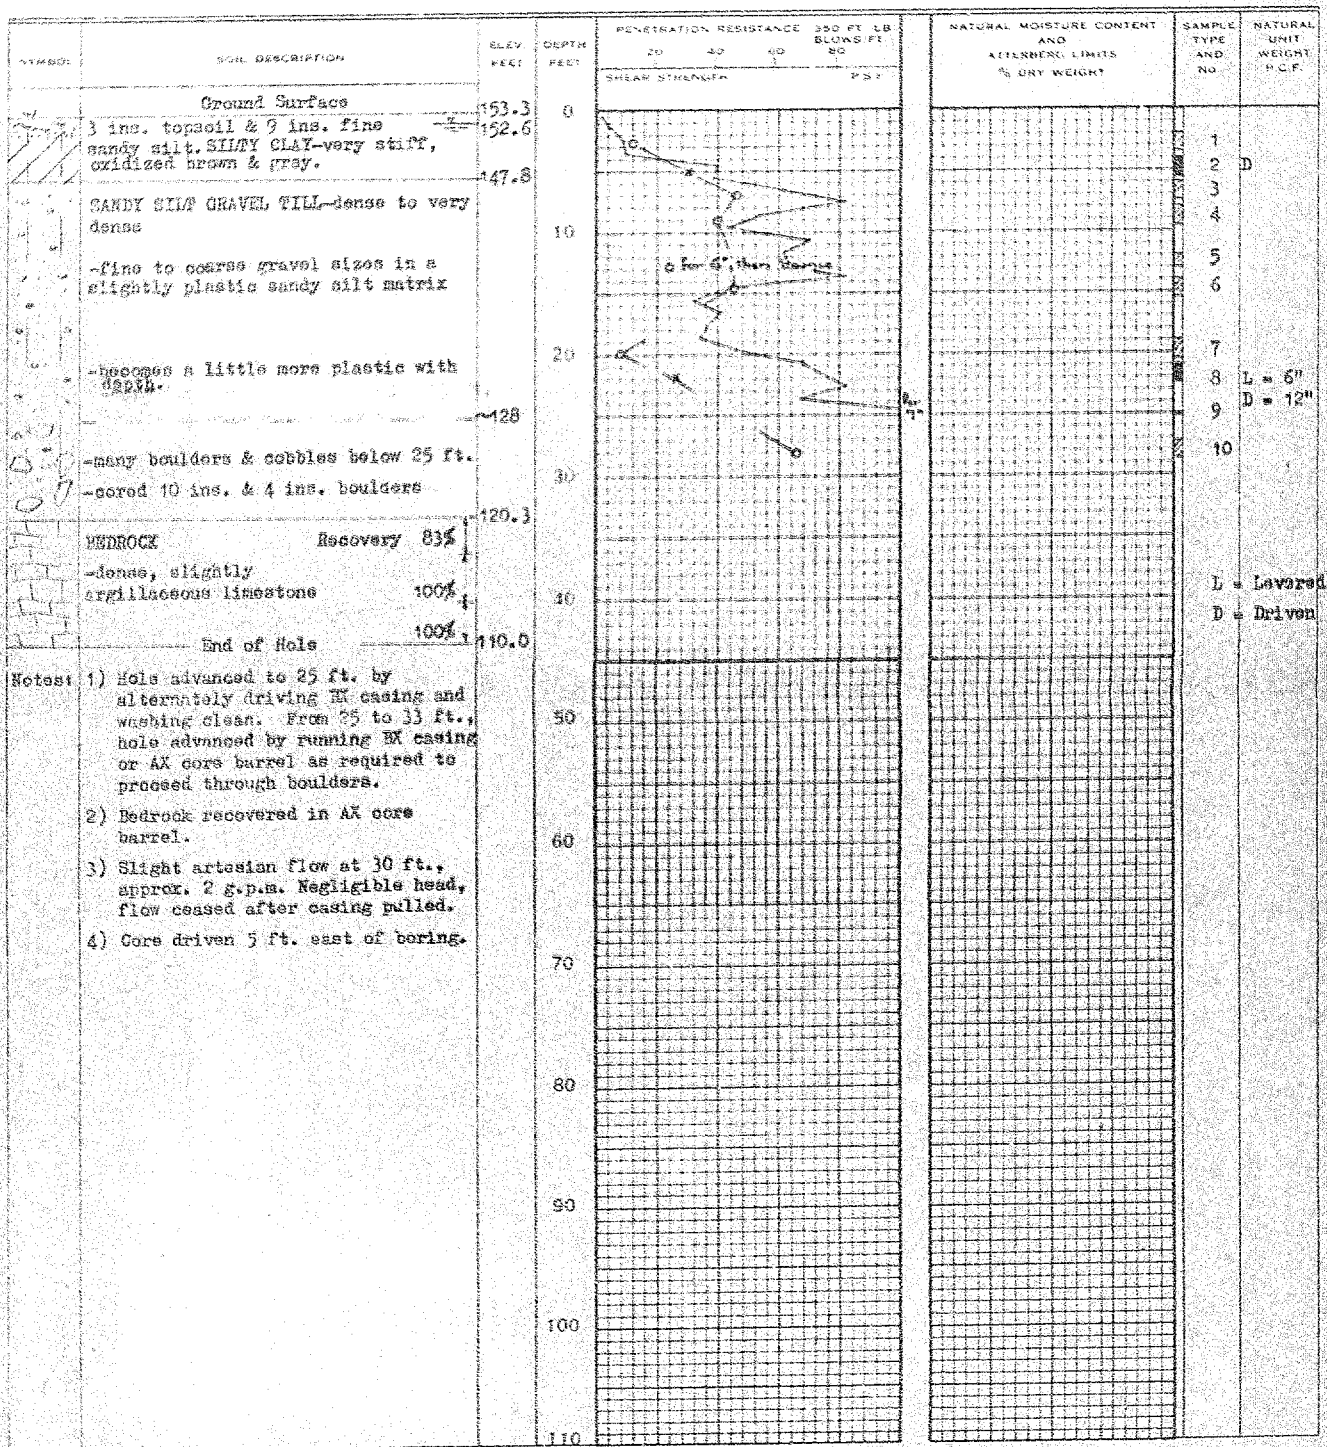 SYMBOL
SOIL DESCRIPTION
ELEV
FEET
DEPTH
FEET
PENETRATION RESISTANCE 350 FT LB
BLOWS/FT.
20 40 60 80
SHEAR STRENGTH P.S.F.
NATURAL MOISTURE CONTENT
AND
ATTERBERG LIMITS
% DRY WEIGHT
SAMPLE
TYPE
AND
No.
NATURAL
UNIT
WEIGHT
P.C.F.
Ground Surface 153.3 0
3 ins. topsoil & 9 ins. fine 152.6
sandy silt. SILTY CLAY-very stiff,
oxidized brown & gray.
147.8
SANDY SILT GRAVEL TILL-dense to very
dense
-fine to coarse gravel sizes in a
slightly plastic sandy silt matrix
-becomes a little more plastic with
depth.
~128
-many boulders & cobbles below 25 ft.
-cored 10 ins. & 4 ins. boulders
120.3
BEDROCK Recovery 83%
-dense, slightly
argillaceous limestone 100%
100%
End of Hole 110.0
10
20
30
40
50
60
70
80
90
100
110
for 6", then
1
2 D
3
4
5
6
7
8 L = 6"
D = 12"
9
10
L = Levered
D = Driven
Notes: 1) Hole advanced to 25 ft. by
alternately driving BX casing and
washing clean. From 25 to 33 ft.,
hole advanced by running BX casing
or AX core barrel as required to
proceed through boulders.
2) Bedrock recovered in AX core
barrel.
3) Slight artesian flow at 30 ft.,
approx. 2 g.p.m. Negligible head,
flow ceased after casing pulled.
4) Core driven 5 ft. east of boring.